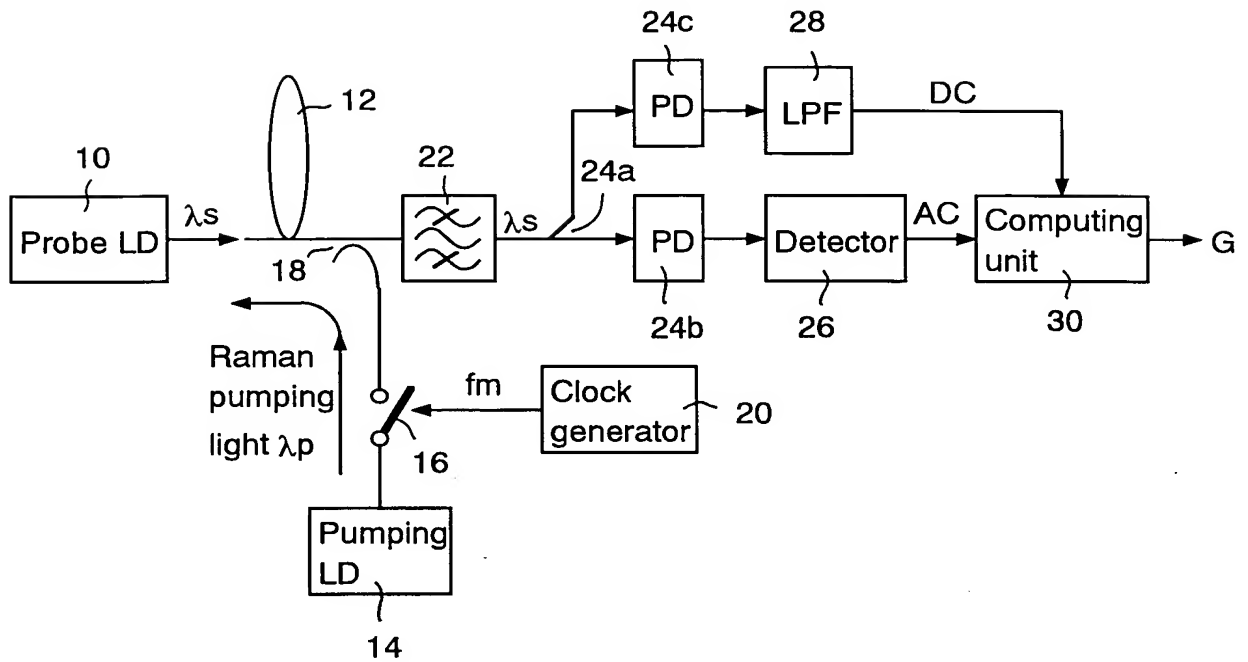 24c
28
PD
LPF
DC
12
10
22
24a
Probe LD
λs
λs
PD
Detector
AC
Computing
unit
G
18
24b
26
30
Raman
pumping
light λp
fm
Clock
generator
20
16
Pumping
LD
14